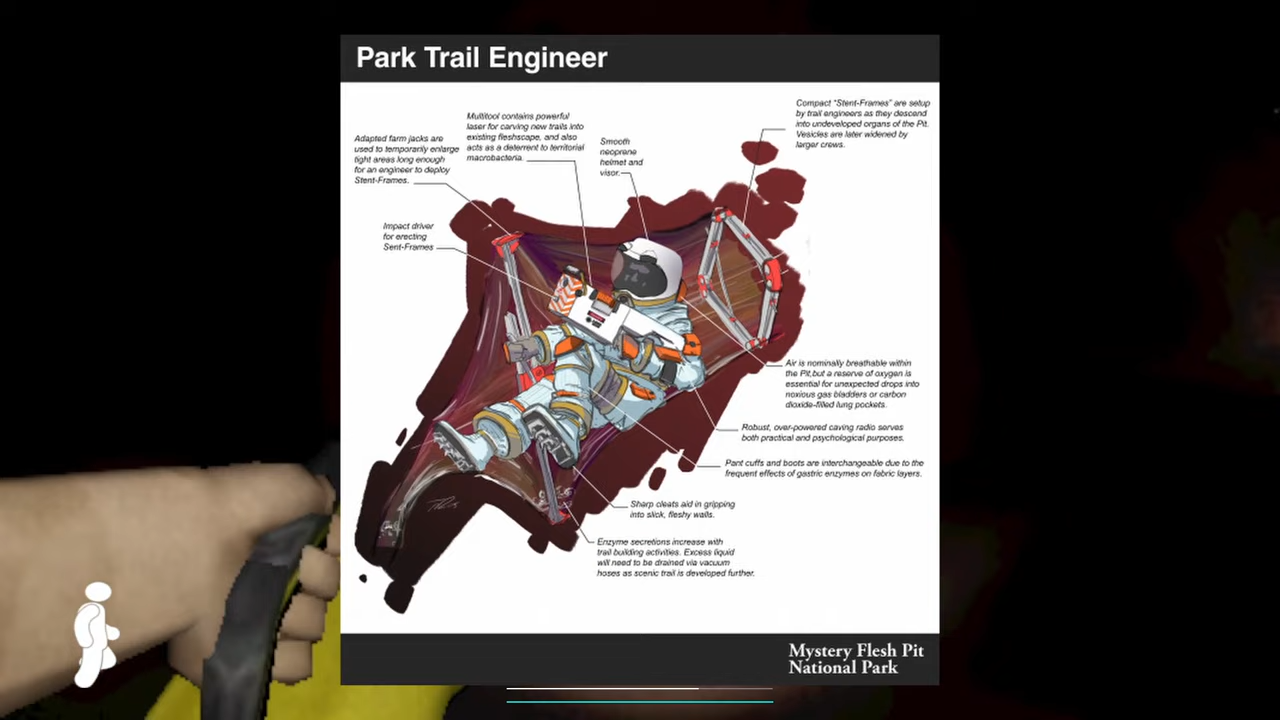 Park Trail Engineer
Compact "Stent-Frames" are setup
by trail engineers as they descend
into undeveloped organs of the Pit.
Vesicles are later widened by
larger crews.
Multitool contains powerful
laser for carving new trails into
existing fleshscape, and also
acts as a deterrent to territorial
macrobacteria.
Adapted farm jacks are
used to temporarily enlarge
tight areas long enough
for an engineer to deploy
Stent-Frames.
Smooth
neoprene
helmet and
visor.
Impact driver
for erecting
Sent-Frames
Air is nominally breathable within
the Pit,but a reserve of oxygen is
essential for unexpected drops into
noxious gas bladders or carbon
dioxide-filled lung pockets.
Robust, over-powered caving radio serves
both practical and psychological purposes.
Pant cuffs and boots are interchangeable due to the
frequent effects of gastric enzymes on fabric layers.
Sharp cleats aid in gripping
into slick, fleshy walls.
Enzyme secretions increase with
trail building activities. Excess liquid
will need to be drained via vacuum
hoses as scenic trail is developed further.
Mystery Flesh Pit
National Park